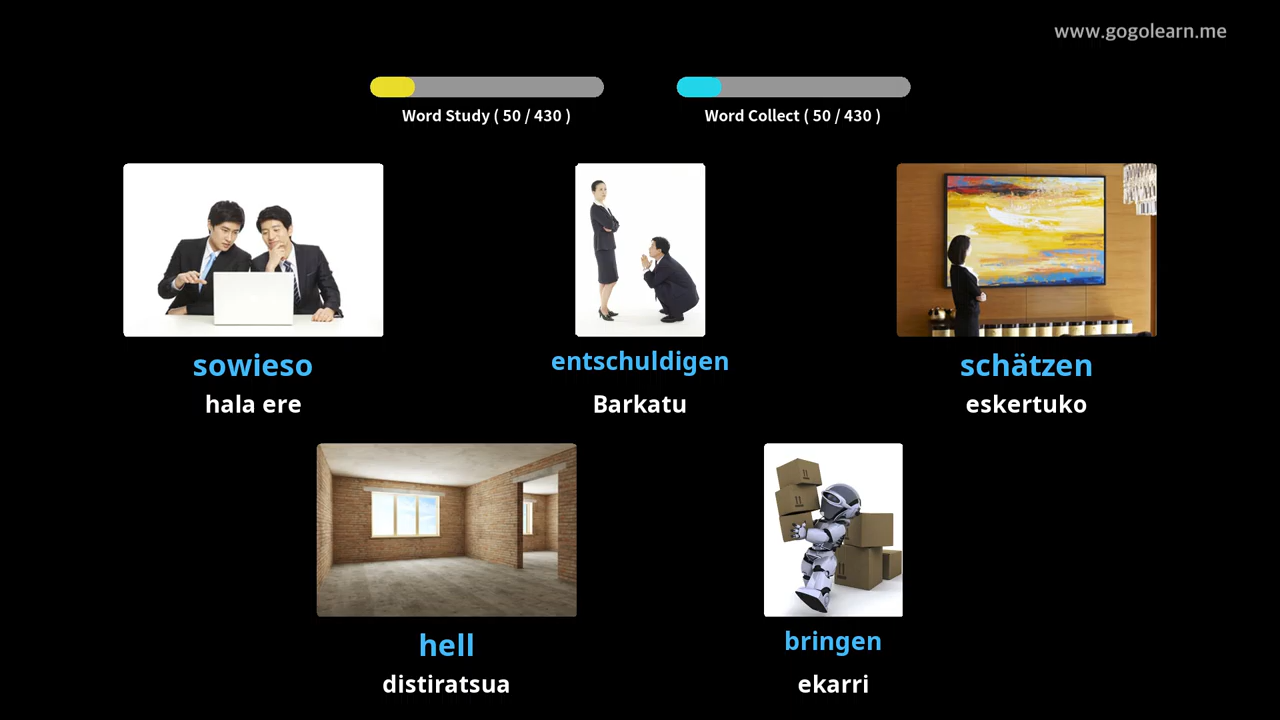 www.gogolearn.me
Word Study ( 50 / 430 )
Word Collect ( 50 / 430 )
sowieso
hala ere
entschuldigen
Barkatu
schätzen
eskertuko
hell
distiratsua
bringen
ekarri